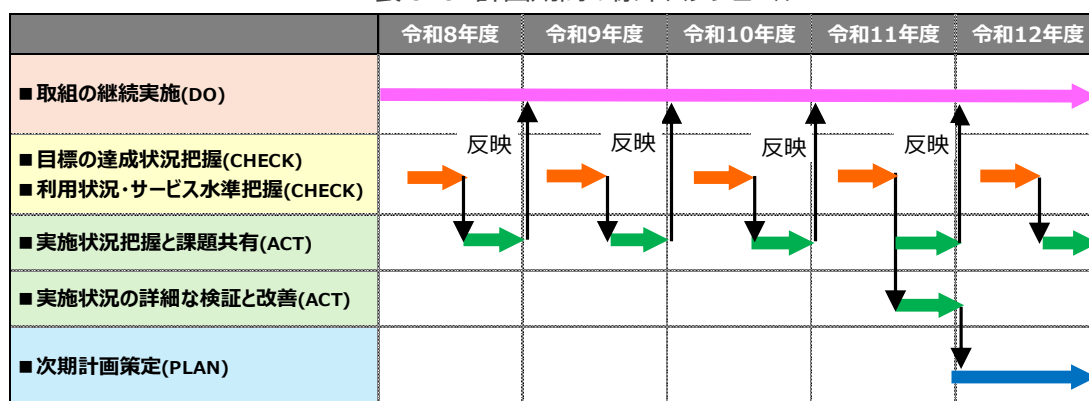 令和8年度 令和9年度 令和10年度 令和11年度 令和12年度
■取組の継続実施(DO)
反映 反映 反映 反映
■目標の達成状況把握(CHECK)
■利用状況・サービス水準把握(CHECK)
■実施状況把握と課題共有(ACT)
■実施状況の詳細な検証と改善(ACT)
■次期計画策定(PLAN)